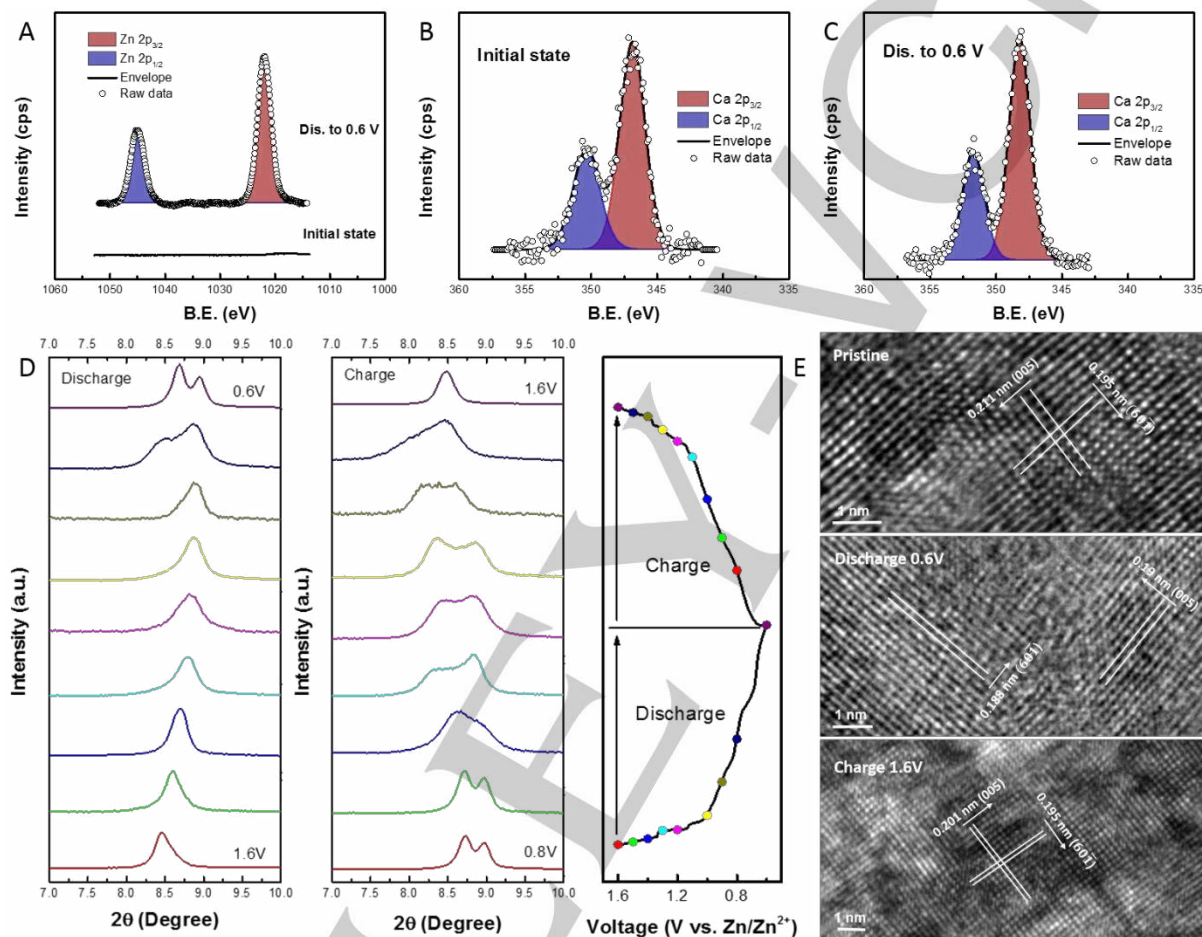 A
Zn 2p3/2
Zn 2p1/2
Envelope
Raw data
Dis. to 0.6 V
Initial state
Intensity (cps)
1060 1040 1020 1000
B.E. (eV)
B
Initial state
Ca 2p3/2
Ca 2p1/2
Envelope
Raw data
Intensity (cps)
360 355 350 345 340 335
B.E. (eV)
C
Dis. to 0.6 V
Ca 2p3/2
Ca 2p1/2
Envelope
Raw data
Intensity (cps)
360 355 350 345 340 335
B.E. (eV)
D
7.0 7.5 8.0 8.5 9.0 9.5 10.0
Discharge
0.6V
1.6V
Intensity (a.u.)
7.0 7.5 8.0 8.5 9.0 9.5 10.0
2θ (Degree)
7.0 7.5 8.0 8.5 9.0 9.5 10.0
Charge
1.6V
0.8V
Intensity (a.u.)
7.0 7.5 8.0 8.5 9.0 9.5 10.0
2θ (Degree)
Charge
Discharge
1.6 1.2 0.8
Voltage (V vs. Zn/Zn2+)
E
Pristine
0.211 nm (005)
0.195 nm (601̄)
1 nm
Discharge 0.6V
0.19 nm (005)
0.188 nm (601̄)
1 nm
Charge 1.6V
0.201 nm (005)
0.195 nm (601̄)
1 nm